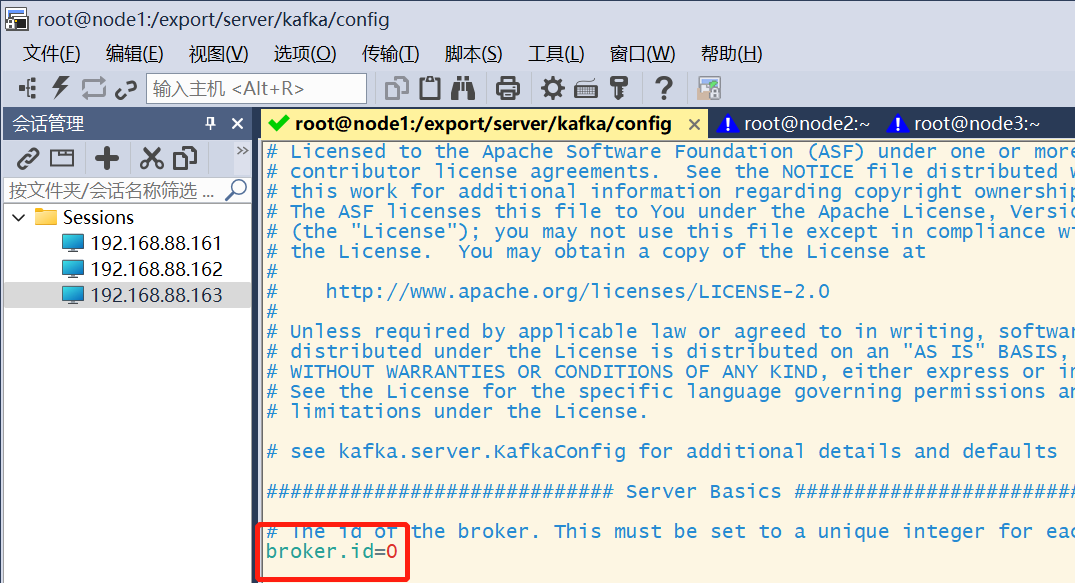 root@node1:/export/server/kafka/config
文件(F) 编辑(E) 视图(V) 选项(O) 传输(T) 脚本(S) 工具(L) 窗口(W) 帮助(H)
输入主机 <Alt+R>
会话管理
root@node1:/export/server/kafka/config
root@node2:~
root@node3:~
按文件夹/会话名称筛选 ...
Sessions
192.168.88.161
192.168.88.162
192.168.88.163
# Licensed to the Apache Software Foundation (ASF) under one or more
# contributor license agreements.  See the NOTICE file distributed w
# this work for additional information regarding copyright ownership
# The ASF licenses this file to You under the Apache License, Versio
# (the "License"); you may not use this file except in compliance wi
# the License.  You may obtain a copy of the License at
#
#    http://www.apache.org/licenses/LICENSE-2.0
#
# Unless required by applicable law or agreed to in writing, softwar
# distributed under the License is distributed on an "AS IS" BASIS,
# WITHOUT WARRANTIES OR CONDITIONS OF ANY KIND, either express or im
# See the License for the specific language governing permissions an
# limitations under the License.
# see kafka.server.KafkaConfig for additional details and defaults
############################# Server Basics ########################
# The id of the broker. This must be set to a unique integer for eac
broker.id=0